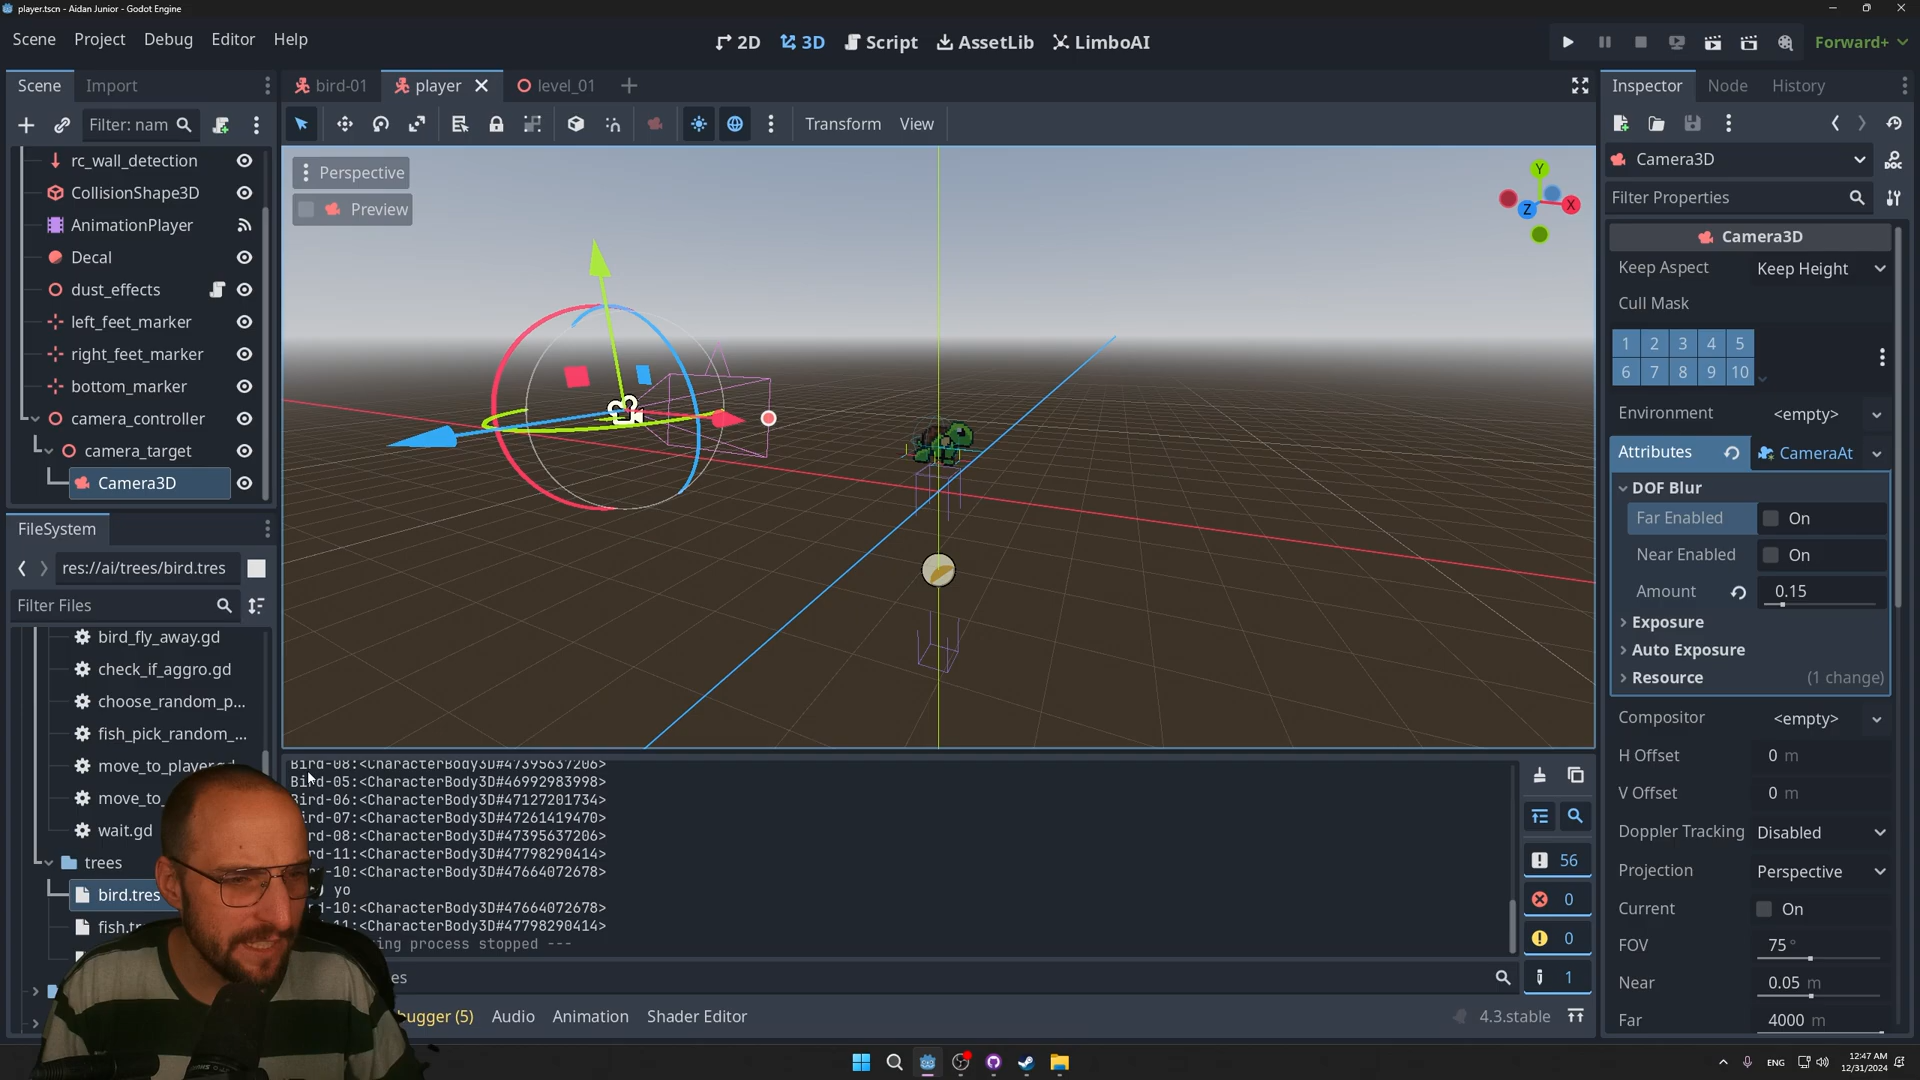 player.tscn - Aidan Junior - Godot Engine
Scene Project Debug Editor Help
2D 3D Script AssetLib LimboAI
Forward+
Scene Import
Filter: nam
rc_wall_detection
CollisionShape3D
AnimationPlayer
Decal
dust_effects
left_feet_marker
right_feet_marker
bottom_marker
camera_controller
camera_target
Camera3D
FileSystem
res://ai/trees/bird.tres
Filter Files
bird_fly_away.gd
check_if_aggro.gd
choose_random_p...
fish_pick_random_...
move_to_player.gd
move_to_
wait.gd
trees
bird.tres
fish.tr
bird-01 player level_01
Transform View
Perspective
Preview
Y
X
Z
Bird-08:<CharacterBody3D#47395637206>
Bird-05:<CharacterBody3D#46992983998>
Bird-06:<CharacterBody3D#47127201734>
ird-07:<CharacterBody3D#47261419470>
rd-08:<CharacterBody3D#47395637206>
rd-11:<CharacterBody3D#47798290414>
-10:<CharacterBody3D#47664072678>
) yo
rd-10:<CharacterBody3D#47664072678>
-11:<CharacterBody3D#47798290414>
ing process stopped ---
es
56
0
0
1
bugger (5) Audio Animation Shader Editor
4.3.stable
Inspector Node History
Camera3D
Filter Properties
Camera3D
Keep Aspect Keep Height
Cull Mask
1 2 3 4 5
6 7 8 9 10
Environment <empty>
Attributes CameraAt
DOF Blur
Far Enabled On
Near Enabled On
Amount 0.15
Exposure
Auto Exposure
Resource (1 change)
Compositor <empty>
H Offset 0 m
V Offset 0 m
Doppler Tracking Disabled
Projection Perspective
Current On
FOV 75 °
Near 0.05 m
Far 4000 m
ENG
12:47 AM
12/31/2024